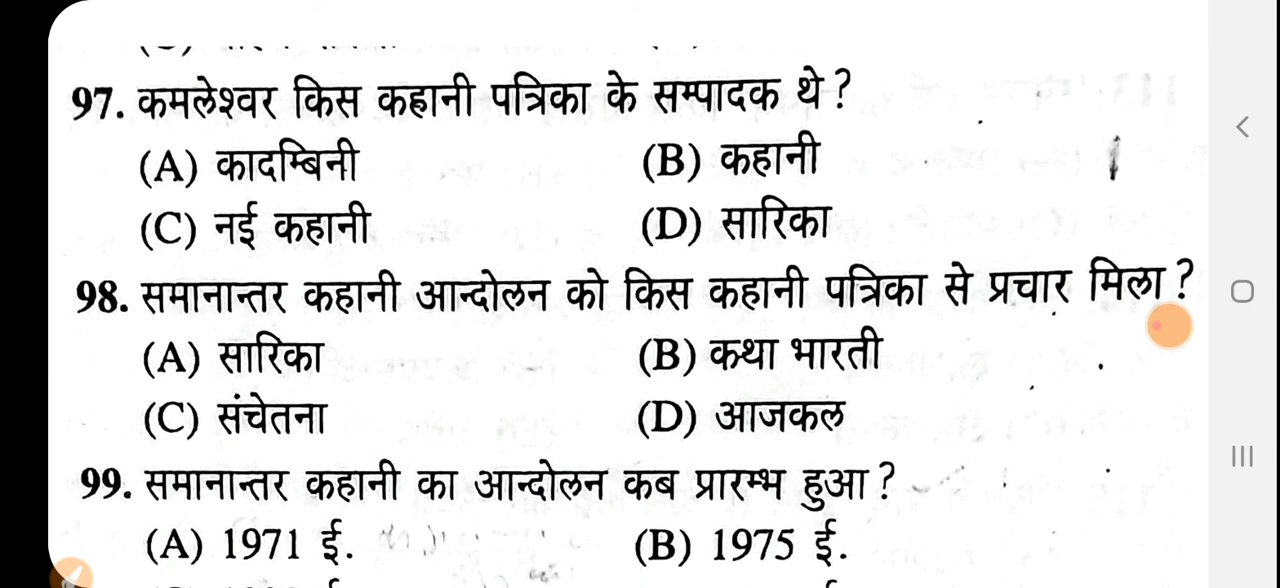 97. कमलेश्वर किस कहानी पत्रिका के सम्पादक थे ?
(A) कादम्बिनी (B) कहानी
(C) नई कहानी (D) सारिका
98. समानान्तर कहानी आन्दोलन को किस कहानी पत्रिका से प्रचार मिला ?
(A) सारिका (B) कथा भारती
(C) संचेतना (D) आजकल
99. समानान्तर कहानी का आन्दोलन कब प्रारम्भ हुआ ?
(A) 1971 ई. (B) 1975 ई.